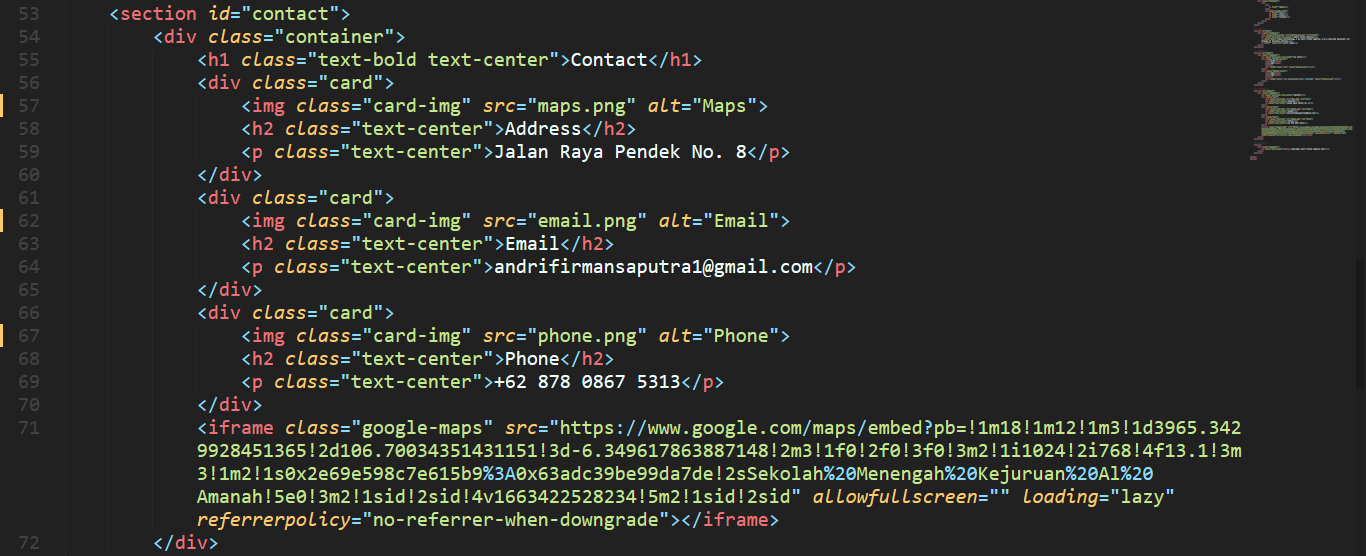 53 <section id="contact">
54 <div class="container">
55 <h1 class="text-bold text-center">Contact</h1>
56 <div class="card">
57 <img class="card-img" src="maps.png" alt="Maps">
58 <h2 class="text-center">Address</h2>
59 <p class="text-center">Jalan Raya Pendek No. 8</p>
60 </div>
61 <div class="card">
62 <img class="card-img" src="email.png" alt="Email">
63 <h2 class="text-center">Email</h2>
64 <p class="text-center">andrifirmansaputra1@gmail.com</p>
65 </div>
66 <div class="card">
67 <img class="card-img" src="phone.png" alt="Phone">
68 <h2 class="text-center">Phone</h2>
69 <p class="text-center">+62 878 0867 5313</p>
70 </div>
71 <iframe class="google-maps" src="https://www.google.com/maps/embed?pb=!1m18!1m12!1m3!1d3965.342
9928451365!2d106.70034351431151!3d-6.349617863887148!2m3!1f0!2f0!3f0!3m2!1i1024!2i768!4f13.1!3m
3!1m2!1s0x2e69e598c7e615b9%3A0x63adc39be99da7de!2sSekolah%20Menengah%20Kejuruan%20Al%20
Amanah!5e0!3m2!1sid!2sid!4v1663422528234!5m2!1sid!2sid" allowfullscreen="" loading="lazy"
referrerpolicy="no-referrer-when-downgrade"></iframe>
72 </div>